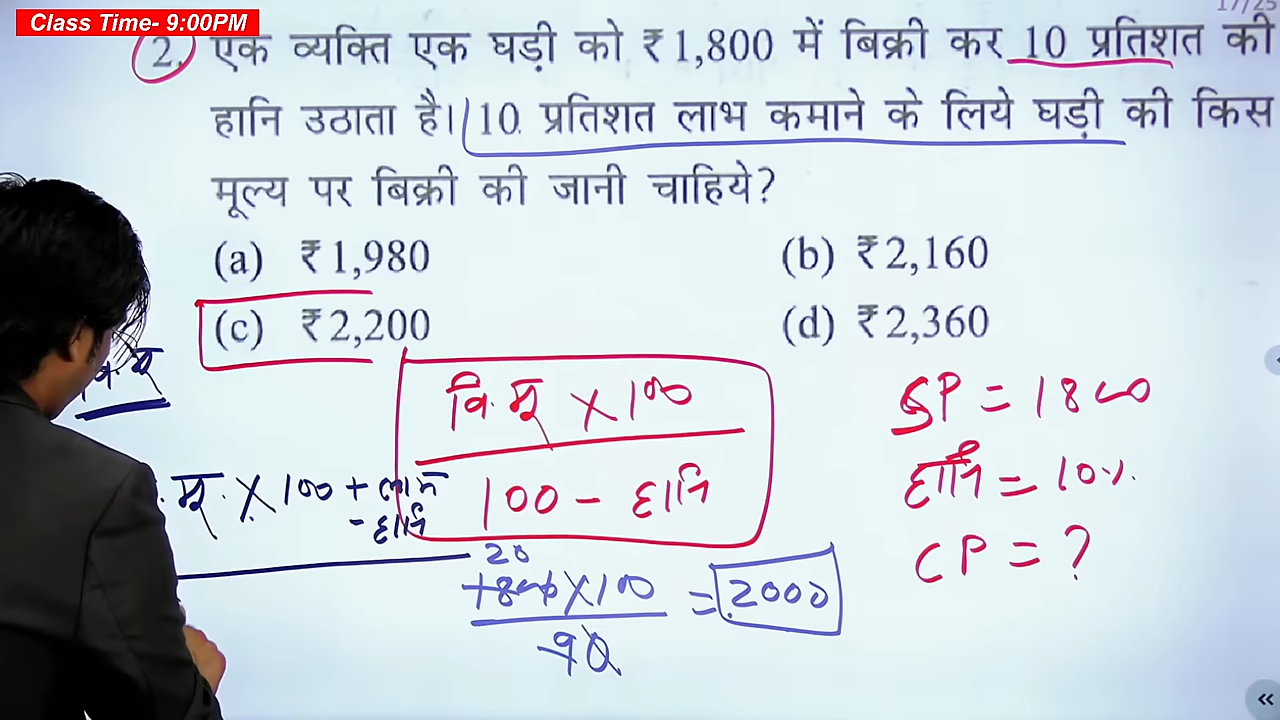 Class Time- 9:00PM
17/25
2. एक व्यक्ति एक घड़ी को ₹ 1,800 में बिक्री कर 10 प्रतिशत की
हानि उठाता है। 10 प्रतिशत लाभ कमाने के लिये घड़ी की किस
मूल्य पर बिक्री की जानी चाहिये?
(a) ₹ 1,980
(b) ₹ 2,160
(c) ₹ 2,200
(d) ₹ 2,360
वि. मू
वि. मू × 100
100 - हानि
मू. × 100 + लाभ
- हानि
20
1800 × 100
90
= 2000
SP = 1800
हानि = 10%
CP = ?